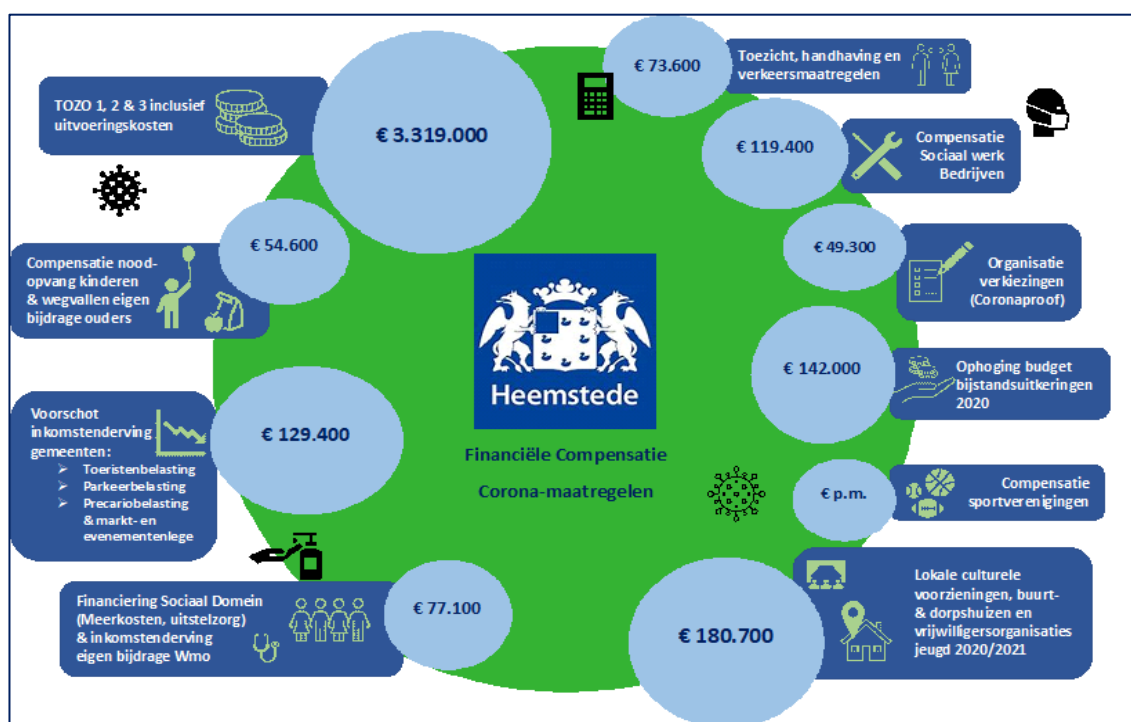 TOZO 1, 2 & 3 inclusief
uitvoeringskosten
€ 3.319.000
€ 73.600
Toezicht, handhaving en
verkeersmaatregelen
€ 119.400
Compensatie
Sociaal werk
Bedrijven
€ 54.600
Compensatie nood-
opvang kinderen
& wegvallen eigen
bijdrage ouders
€ 49.300
Organisatie
verkiezingen
(Coronaproof)
Heemstede
Financiële Compensatie
Corona-maatregelen
€ 142.000
Ophoging budget
bijstandsuitkeringen
2020
Voorschot
inkomstenderving
gemeenten:
➢ Toeristenbelasting
➢ Parkeerbelasting
➢ Precariobelasting
& markt- en
evenementenlege
€ 129.400
€ p.m.
Compensatie
sportverenigingen
Financiering Sociaal Domein
(Meerkosten, uitstelzorg)
& inkomstenderving
eigen bijdrage Wmo
€ 77.100
€ 180.700
Lokale culturele
voorzieningen, buurt-
& dorpshuizen en
vrijwilligersorganisaties
jeugd 2020/2021